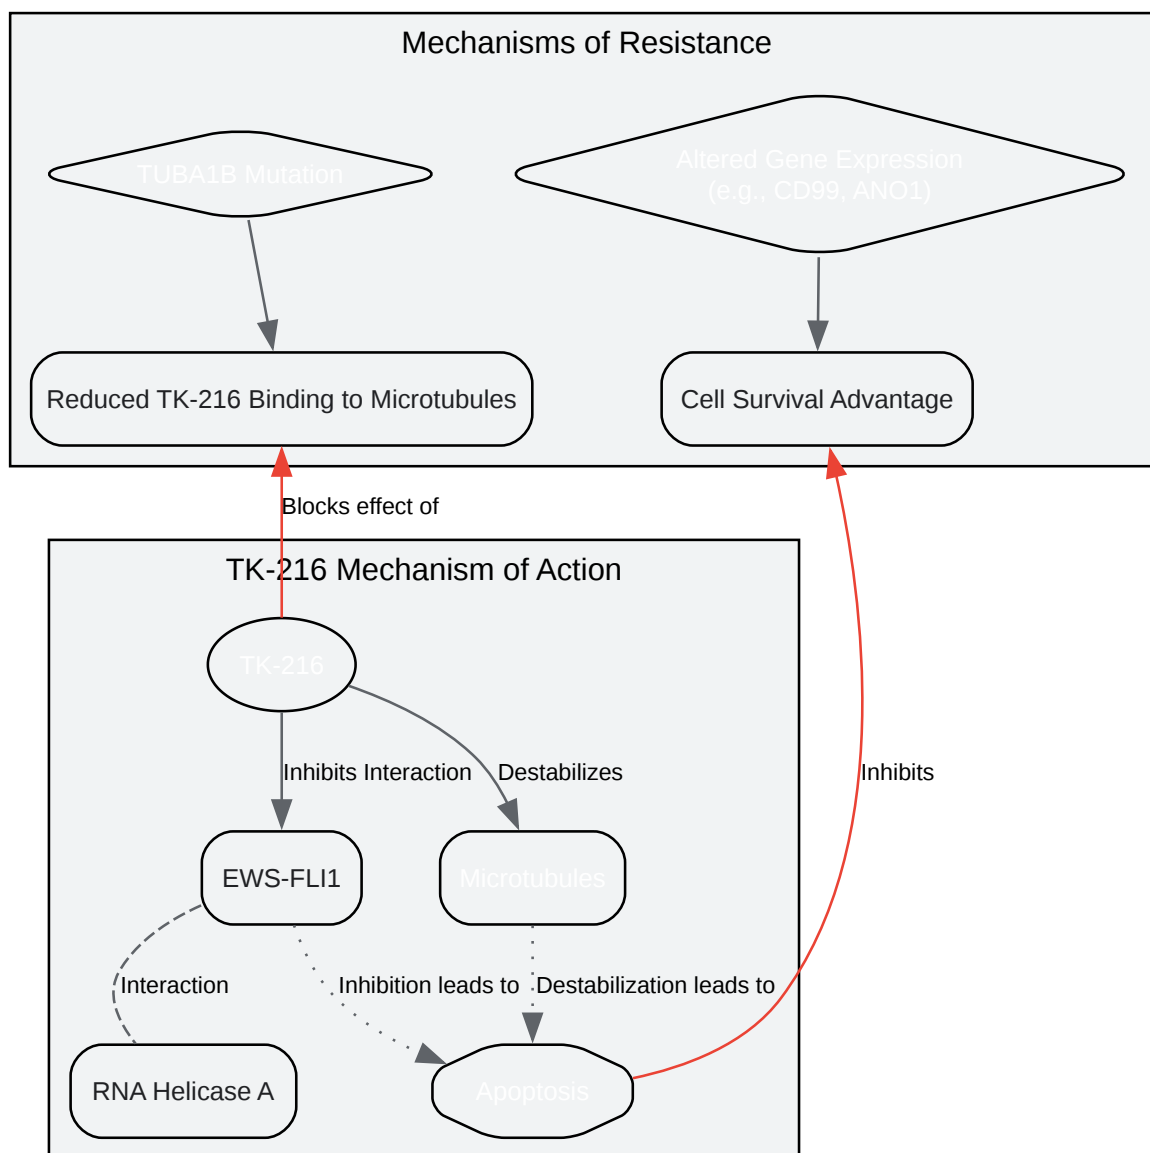 Mechanisms of Resistance
TUBA1B Mutation
Altered Gene Expression
(e.g., CD99, ANO1)
Reduced TK-216 Binding to Microtubules
Cell Survival Advantage
Blocks effect of
TK-216 Mechanism of Action
TK-216
Inhibits Interaction
Destabilizes
Inhibits
EWS-FLI1
Microtubules
Interaction
Inhibition leads to
Destabilization leads to
RNA Helicase A
Apoptosis